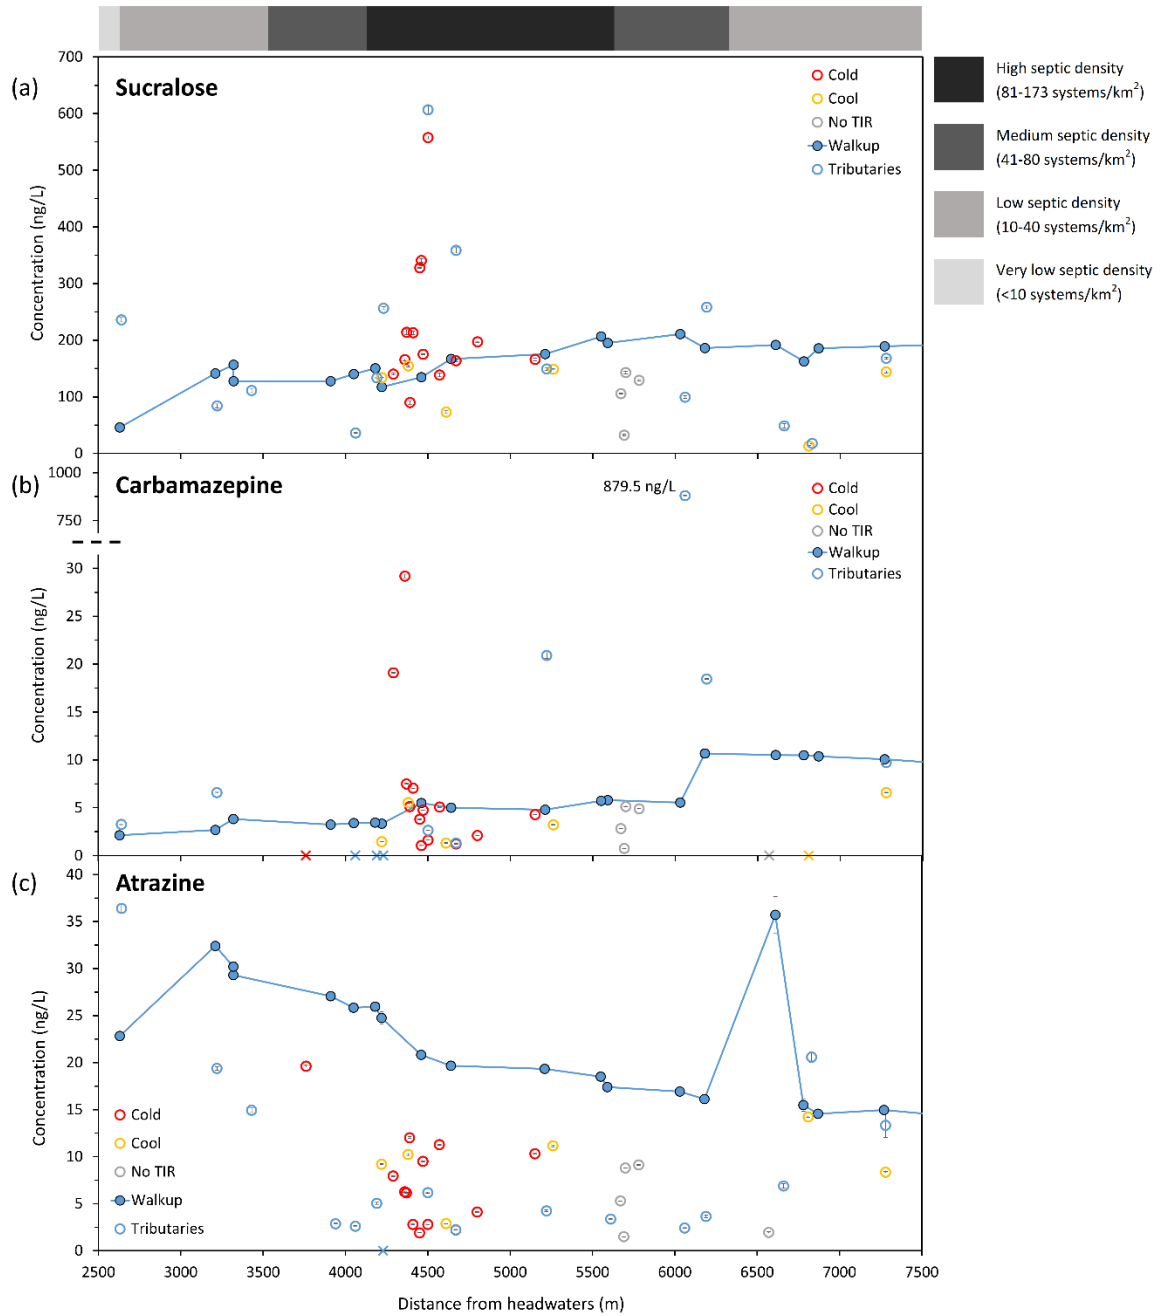 (a)
Sucralose
700
600
500
400
300
200
100
0
Concentration (ng/L)
Cold
Cool
No TIR
Walkup
Tributaries
High septic density
(81-173 systems/km²)
Medium septic density
(41-80 systems/km²)
Low septic density
(10-40 systems/km²)
Very low septic density
(<10 systems/km²)
(b)
Carbamazepine
1000
750
30
25
20
15
10
5
0
Concentration (ng/L)
879.5 ng/L
Cold
Cool
No TIR
Walkup
Tributaries
(c)
Atrazine
40
35
30
25
20
15
10
5
0
Concentration (ng/L)
Cold
Cool
No TIR
Walkup
Tributaries
2500 3000 3500 4000 4500 5000 5500 6000 6500 7000 7500
Distance from headwaters (m)